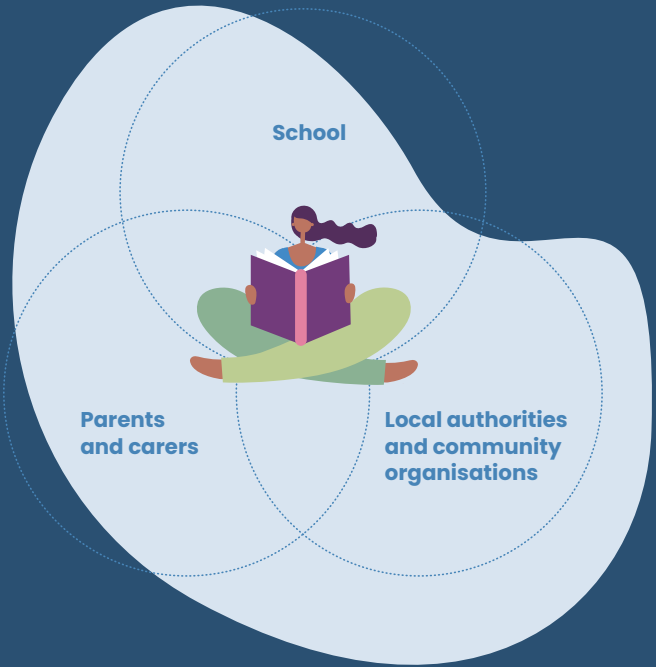 School
Parents
and carers
Local authorities
and community
organisations